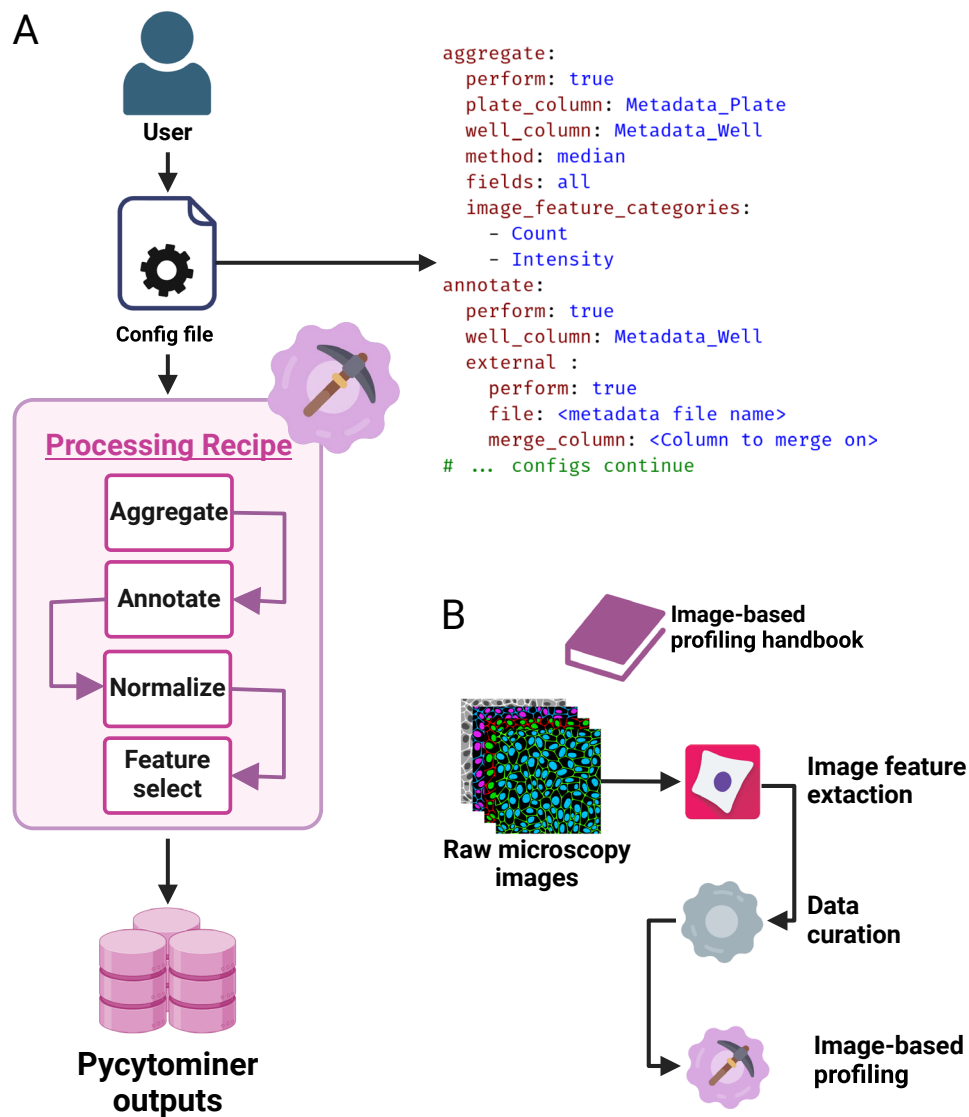 A
User
Config file
Processing Recipe
Aggregate
Annotate
Normalize
Feature
select
Pycytominer
outputs
aggregate:
  perform: true
  plate_column: Metadata_Plate
  well_column: Metadata_Well
  method: median
  fields: all
  image_feature_categories:
    - Count
    - Intensity
annotate:
  perform: true
  well_column: Metadata_Well
  external :
    perform: true
    file: <metadata file name>
    merge_column: <Column to merge on>
# ... configs continue
B
Image-based
profiling handbook
Raw microscopy
images
Image feature
extaction
Data
curation
Image-based
profiling